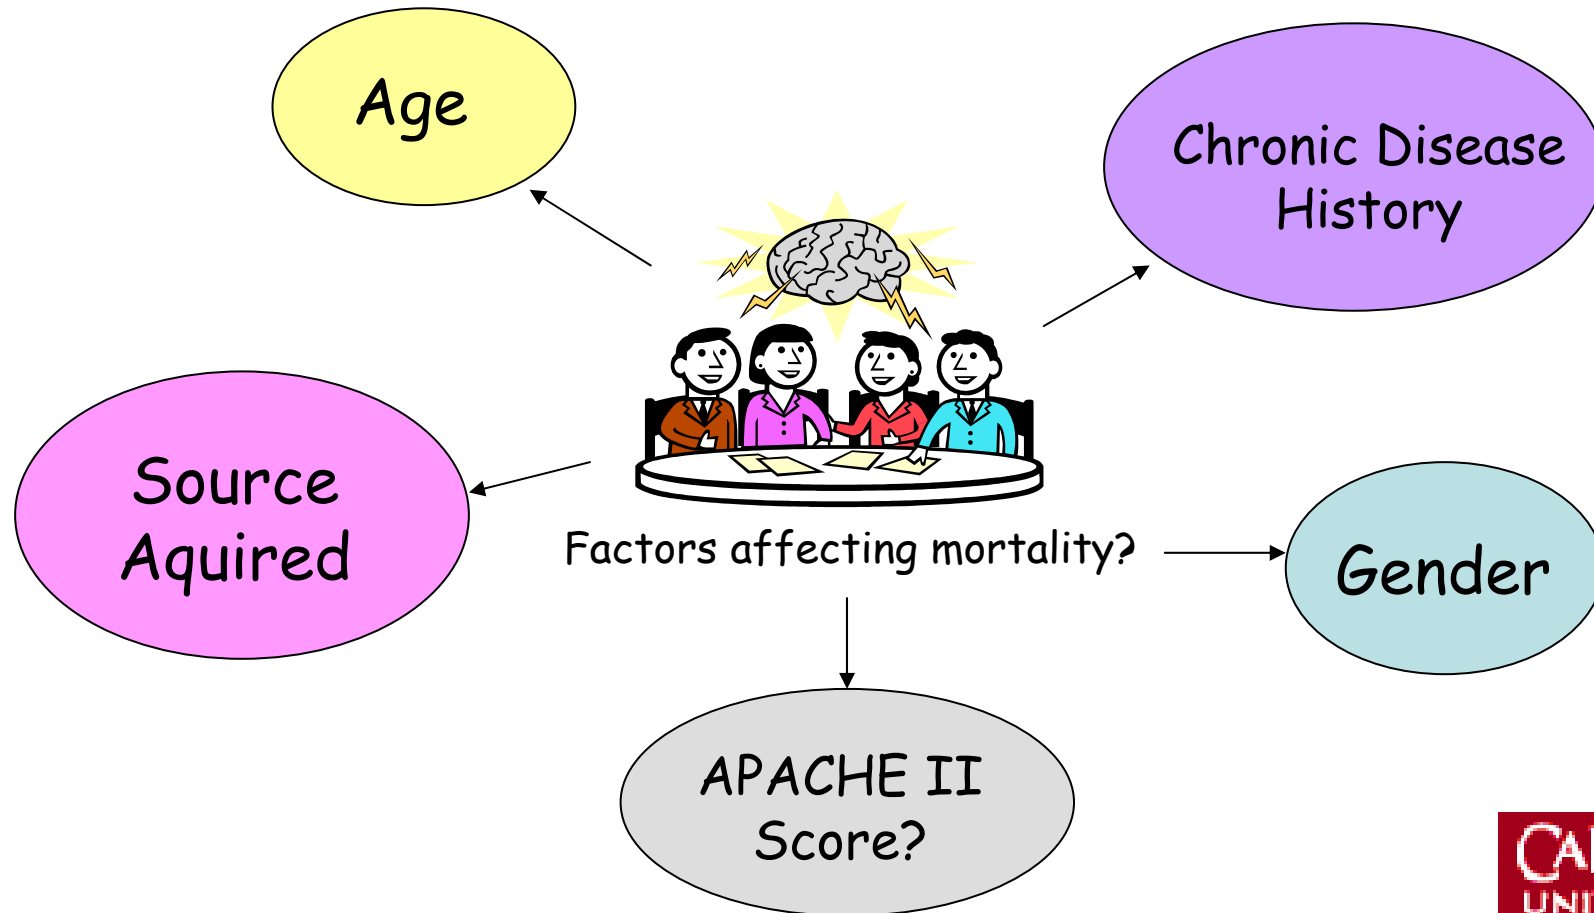 Age
Chronic Disease
History
Source
Aquired
Factors affecting mortality?
Gender
APACHE II
Score?